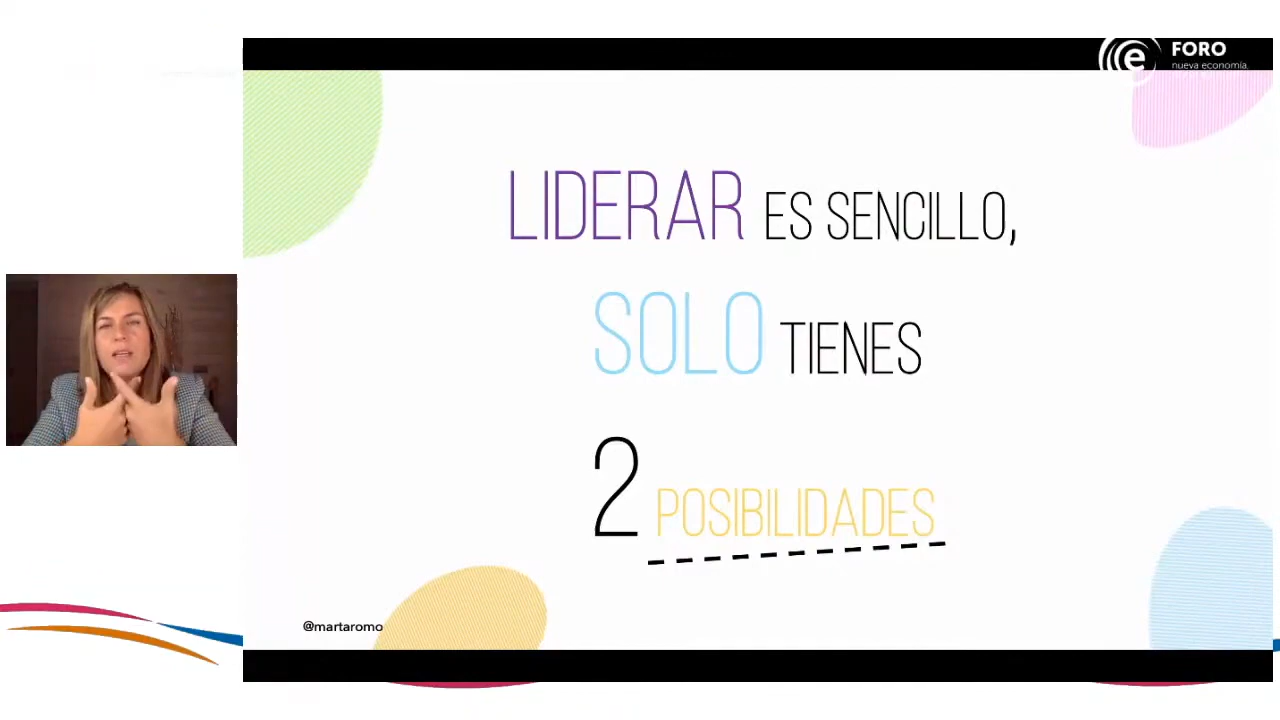 FORO
nueva economía.
LIDERAR ES SENCILLO,
SOLO TIENES
2 POSIBILIDADES
@martaromo